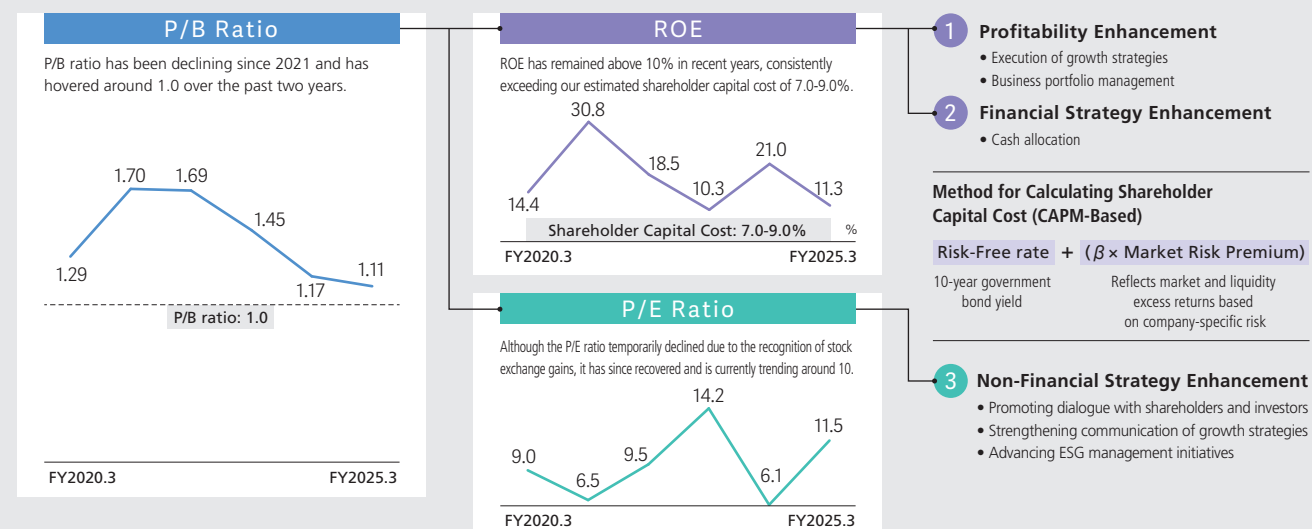 P/B Ratio
P/B ratio has been declining since 2021 and has
hovered around 1.0 over the past two years.
1.29
1.70
1.69
1.45
1.17
1.11
P/B ratio: 1.0
FY2020.3
FY2025.3
ROE
ROE has remained above 10% in recent years, consistently
exceeding our estimated shareholder capital cost of 7.0-9.0%.
14.4
30.8
18.5
10.3
21.0
11.3
Shareholder Capital Cost: 7.0-9.0%
%
FY2020.3
FY2025.3
P/E Ratio
Although the P/E ratio temporarily declined due to the recognition of stock
exchange gains, it has since recovered and is currently trending around 10.
9.0
6.5
9.5
14.2
6.1
11.5
FY2020.3
FY2025.3
1 Profitability Enhancement
• Execution of growth strategies
• Business portfolio management
2 Financial Strategy Enhancement
• Cash allocation
Method for Calculating Shareholder
Capital Cost (CAPM-Based)
Risk-Free rate + (β × Market Risk Premium)
10-year government
bond yield
Reflects market and liquidity
excess returns based
on company-specific risk
3 Non-Financial Strategy Enhancement
• Promoting dialogue with shareholders and investors
• Strengthening communication of growth strategies
• Advancing ESG management initiatives